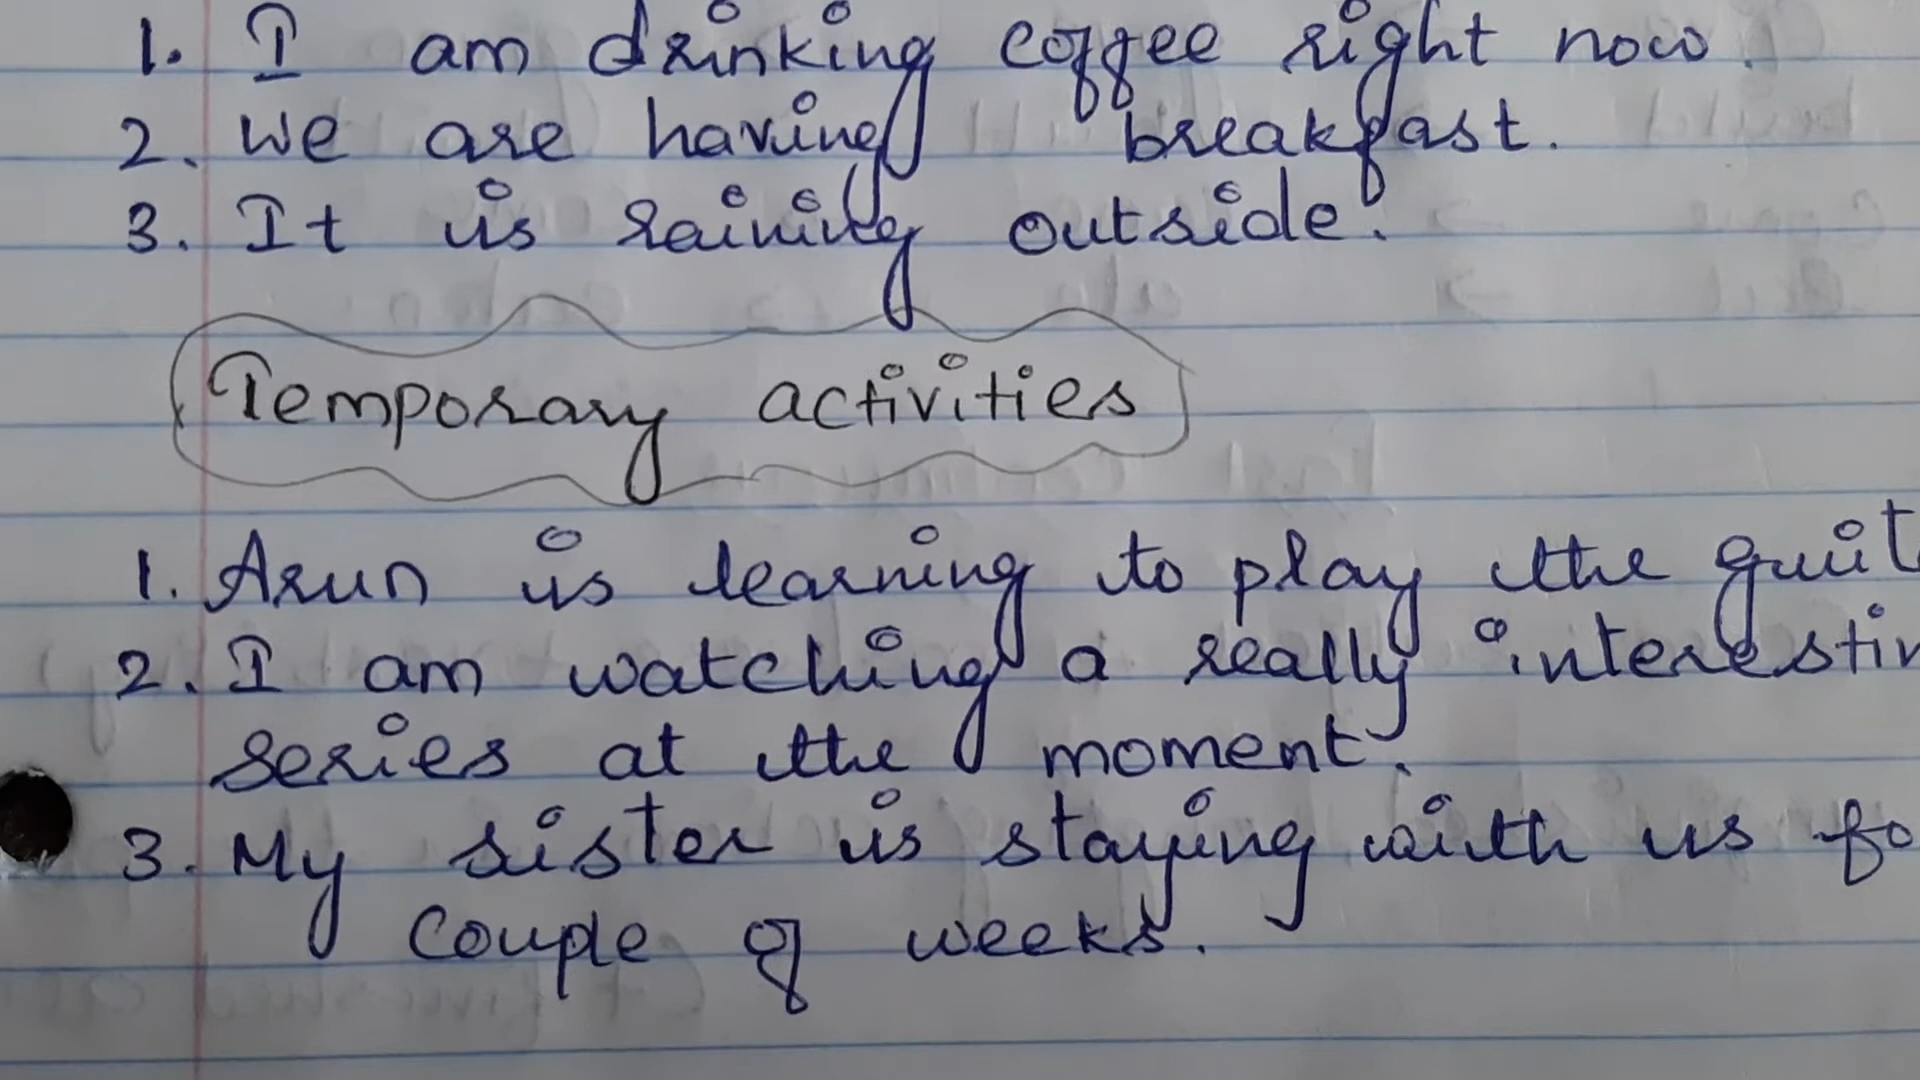 1. I am drinking coffee right now.
2. We are having breakfast.
3. It is raining outside.
Temporary activities
1. Arun is learning to play the guit
2. I am watching a really interestin
series at the moment.
3. My sister is staying with us fo
couple of weeks.